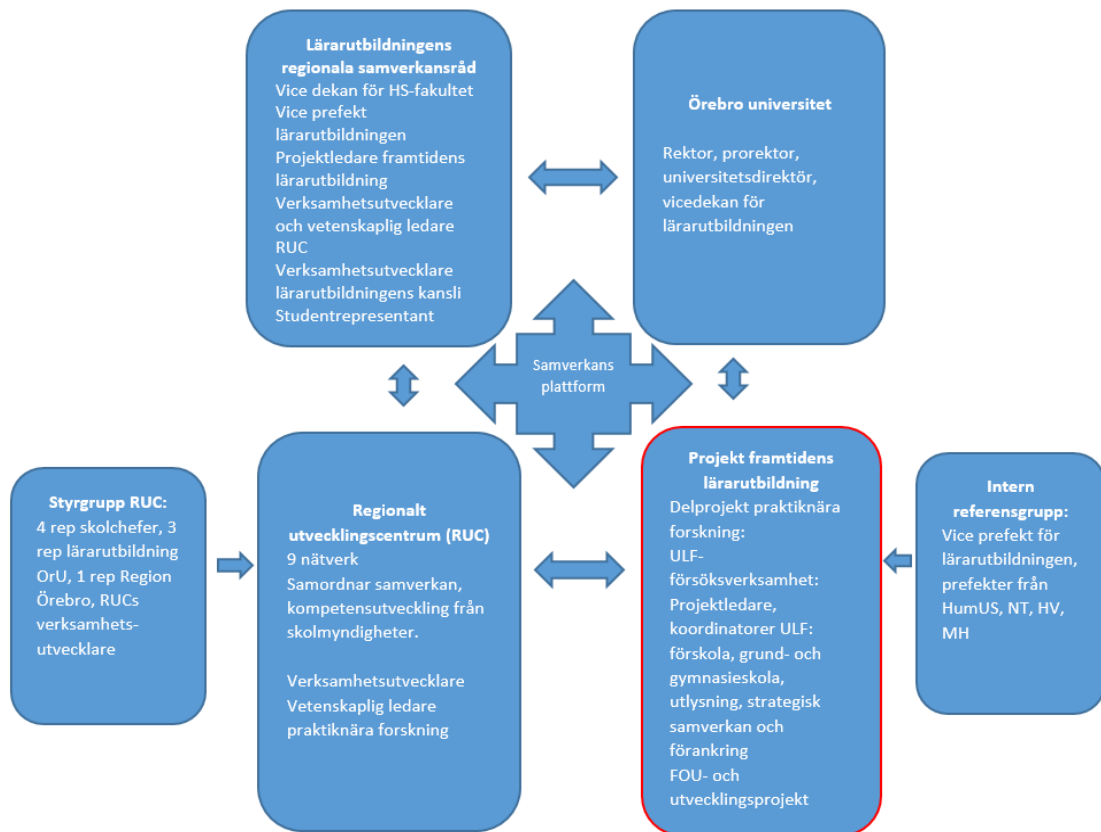 Lärarutbildningens
regionala samverkansråd
Vice dekan för HS-fakultet
Vice prefekt
lärarutbildningen
Projektledare framtidens
lärarutbildning
Verksamhetsutvecklare
och vetenskaplig ledare
RUC
Verksamhetsutvecklare
lärarutbildningens kansli
Studentrepresentant
Örebro universitet
Rektor, prorektor,
universitetsdirektör,
vicedekan för
lärarutbildningen
Samverkans
plattform
Styrgrupp RUC:
4 rep skolchefer, 3
rep lärarutbildning
OrU, 1 rep Region
Örebro, RUCs
verksamhets-
utvecklare
Regionalt
utvecklingscentrum (RUC)
9 nätverk
Samordnar samverkan,
kompetensutveckling från
skolmyndigheter.
Verksamhetsutvecklare
Vetenskaplig ledare
praktiknära forskning
Projekt framtidens
lärarutbildning
Delprojekt praktiknära
forskning:
ULF-
försöksverksamhet:
Projektledare,
koordinatorer ULF:
förskola, grund- och
gymnasieskola,
utlysning, strategisk
samverkan och
förankring
FOU- och
utvecklingsprojekt
Intern
referensgrupp:
Vice prefekt för
lärarutbildningen,
prefekter från
HumUS, NT, HV,
MH